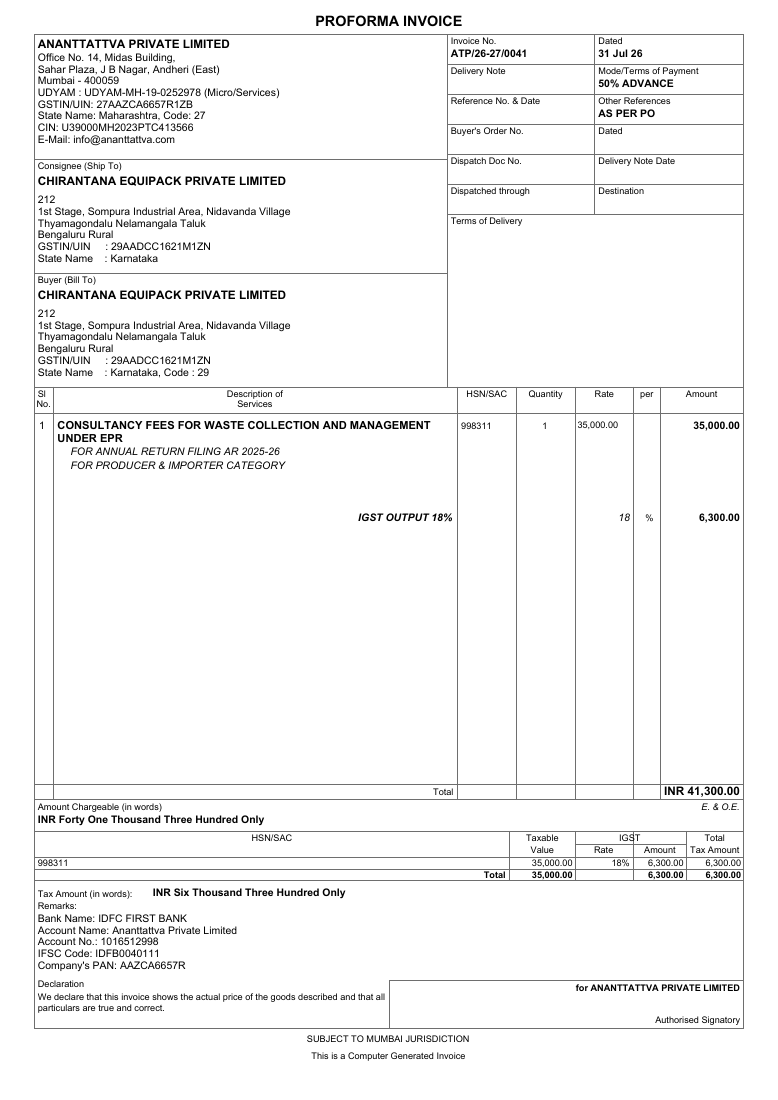 PROFORMA INVOICE
ANANTTATTVA PRIVATE LIMITED
Office No. 14, Midas Building,
Sahar Plaza, J B Nagar, Andheri (East)
Mumbai - 400059
UDYAM : UDYAM-MH-19-0252978 (Micro/Services)
GSTIN/UIN: 27AAZCA6657R1ZB
State Name: Maharashtra, Code: 27
CIN: U39000MH2023PTC413566
E-Mail: info@ananttattva.com
Invoice No.
ATP/26-27/0041
Dated
31 Jul 26
Delivery Note
Mode/Terms of Payment
50% ADVANCE
Reference No. & Date
Other References
AS PER PO
Buyer's Order No.
Dated
Dispatch Doc No.
Delivery Note Date
Dispatched through
Destination
Terms of Delivery
Consignee (Ship To)
CHIRANTANA EQUIPACK PRIVATE LIMITED
212
1st Stage, Sompura Industrial Area, Nidavanda Village
Thyamagondalu Nelamangala Taluk
Bengaluru Rural
GSTIN/UIN : 29AADCC1621M1ZN
State Name : Karnataka
Buyer (Bill To)
CHIRANTANA EQUIPACK PRIVATE LIMITED
212
1st Stage, Sompura Industrial Area, Nidavanda Village
Thyamagondalu Nelamangala Taluk
Bengaluru Rural
GSTIN/UIN : 29AADCC1621M1ZN
State Name : Karnataka, Code : 29
Sl No. Description of Services HSN/SAC Quantity Rate per Amount
1 CONSULTANCY FEES FOR WASTE COLLECTION AND MANAGEMENT 998311 1 35,000.00 35,000.00
UNDER EPR
FOR ANNUAL RETURN FILING AR 2025-26
FOR PRODUCER & IMPORTER CATEGORY
IGST OUTPUT 18% 18 % 6,300.00
Total INR 41,300.00
Amount Chargeable (in words) E. & O.E.
INR Forty One Thousand Three Hundred Only
HSN/SAC Taxable Value IGST Total Tax Amount
Rate Amount
998311 35,000.00 18% 6,300.00 6,300.00
Total 35,000.00 6,300.00 6,300.00
Tax Amount (in words): INR Six Thousand Three Hundred Only
Remarks:
Bank Name: IDFC FIRST BANK
Account Name: Ananttattva Private Limited
Account No.: 1016512998
IFSC Code: IDFB0040111
Company's PAN: AAZCA6657R
Declaration
We declare that this invoice shows the actual price of the goods described and that all
particulars are true and correct.
for ANANTTATTVA PRIVATE LIMITED
Authorised Signatory
SUBJECT TO MUMBAI JURISDICTION
This is a Computer Generated Invoice